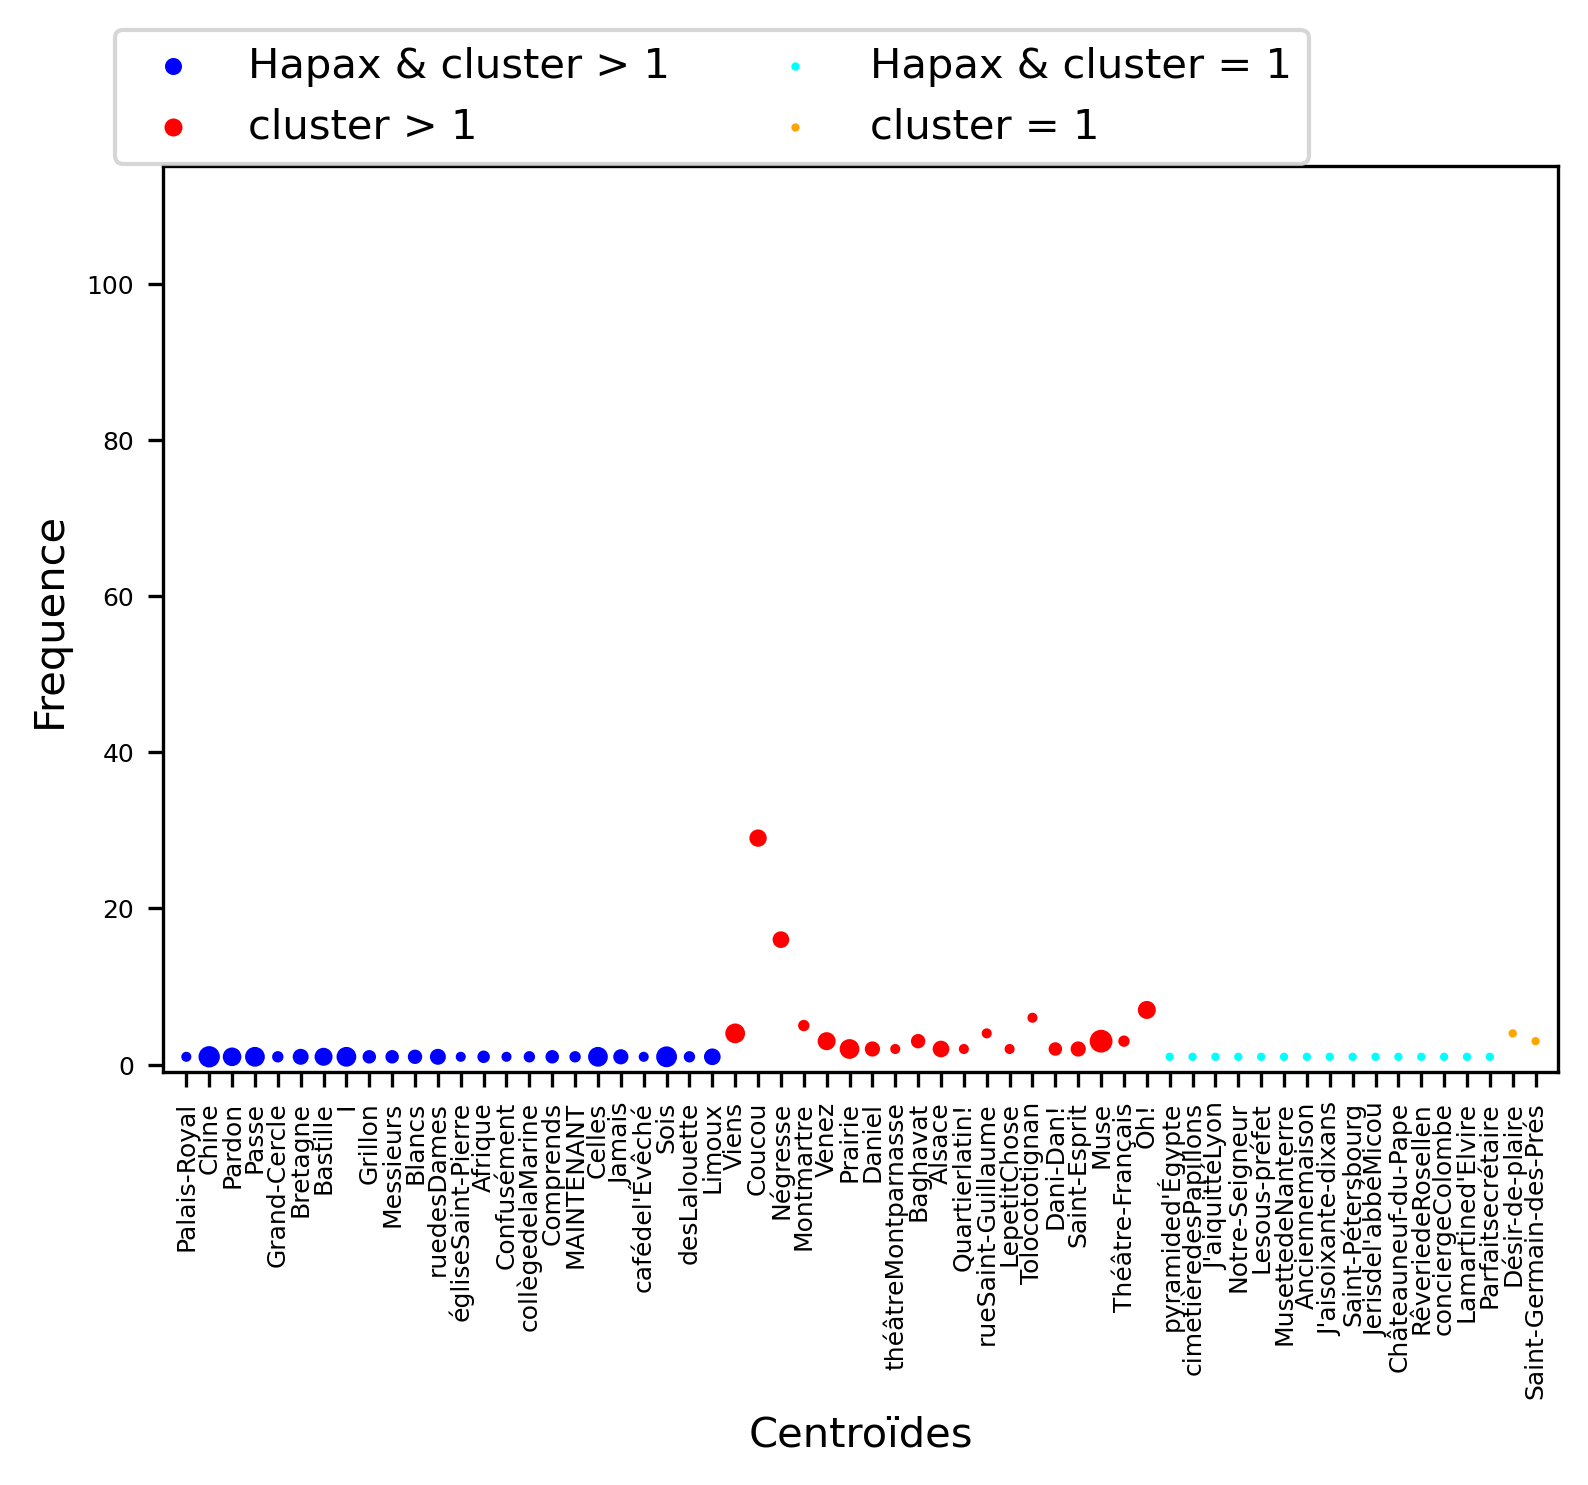 Hapax & cluster > 1
cluster > 1
Hapax & cluster = 1
cluster = 1
Frequence
100
80
60
40
20
0
Palais-Royal
Chine
Pardon
Passe
Grand-Cercle
Bretagne
Bastille
I
Grillon
Messieurs
Blancs
ruedesDames
égliseSaint-Pierre
Afrique
Confusément
collègedelaMarine
Comprends
MAINTENANT
Celles
Jamais
cafédel'Évêché
Sois
desLalouette
Limoux
Viens
Coucou
Négresse
Montmartre
Venez
Prairie
Daniel
théâtreMontparnasse
Baghavat
Alsace
Quartierlatin!
rueSaint-Guillaume
LepetitChose
Tolocototignan
Dani-Dan!
Saint-Esprit
Muse
Théâtre-Français
Oh!
pyramided'Égypte
cimetièredesPapillons
J'aiquittéLyon
Notre-Seigneur
Lesous-préfet
MusettedeNanterre
Anciennemaison
J'aisoixante-dixans
Saint-Pétersbourg
Jerisdel'abbéMicou
Châteauneuf-du-Pape
RêveriedeRosellen
conciergeColombe
Lamartined'Elvire
Parfaitsecrétaire
Désir-de-plaire
Saint-Germain-des-Prés
Centroïdes